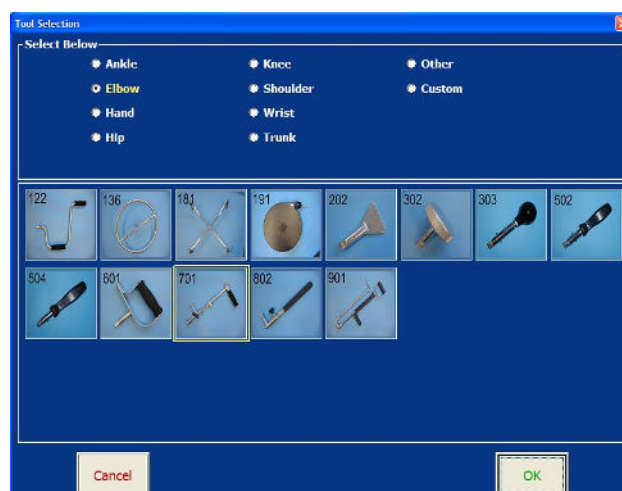 Tool Selection
Select Below
Ankle Knee Other
Elbow Shoulder Custom
Hand Wrist
Hip Trunk
122 136 181 191 202 302 303 502
504 601 701 802 901
Cancel OK